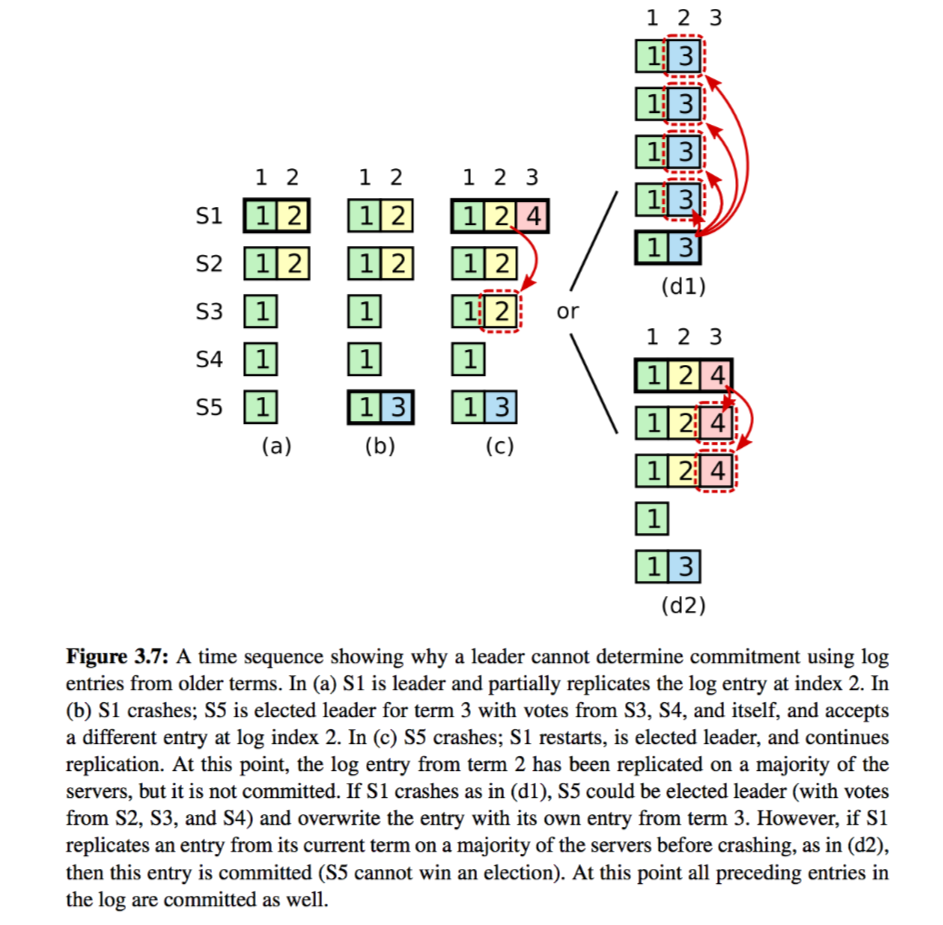 1 2 3
1 3
1 3
1 3
1 3
1 3
(d1)
1 2
1 2
1 2 3
S1 1 2
1 2
1 2 4
S2 1 2
1 2
1 2
S3 1
1
1 2
or
S4 1
1
1
S5 1
1 3
1 3
(a)
(b)
(c)
1 2 3
1 2 4
1 2 4
1 2 4
1
1 3
(d2)
Figure 3.7: A time sequence showing why a leader cannot determine commitment using log
entries from older terms. In (a) S1 is leader and partially replicates the log entry at index 2. In
(b) S1 crashes; S5 is elected leader for term 3 with votes from S3, S4, and itself, and accepts
a different entry at log index 2. In (c) S5 crashes; S1 restarts, is elected leader, and continues
replication. At this point, the log entry from term 2 has been replicated on a majority of the
servers, but it is not committed. If S1 crashes as in (d1), S5 could be elected leader (with votes
from S2, S3, and S4) and overwrite the entry with its own entry from term 3. However, if S1
replicates an entry from its current term on a majority of the servers before crashing, as in (d2),
then this entry is committed (S5 cannot win an election). At this point all preceding entries in
the log are committed as well.